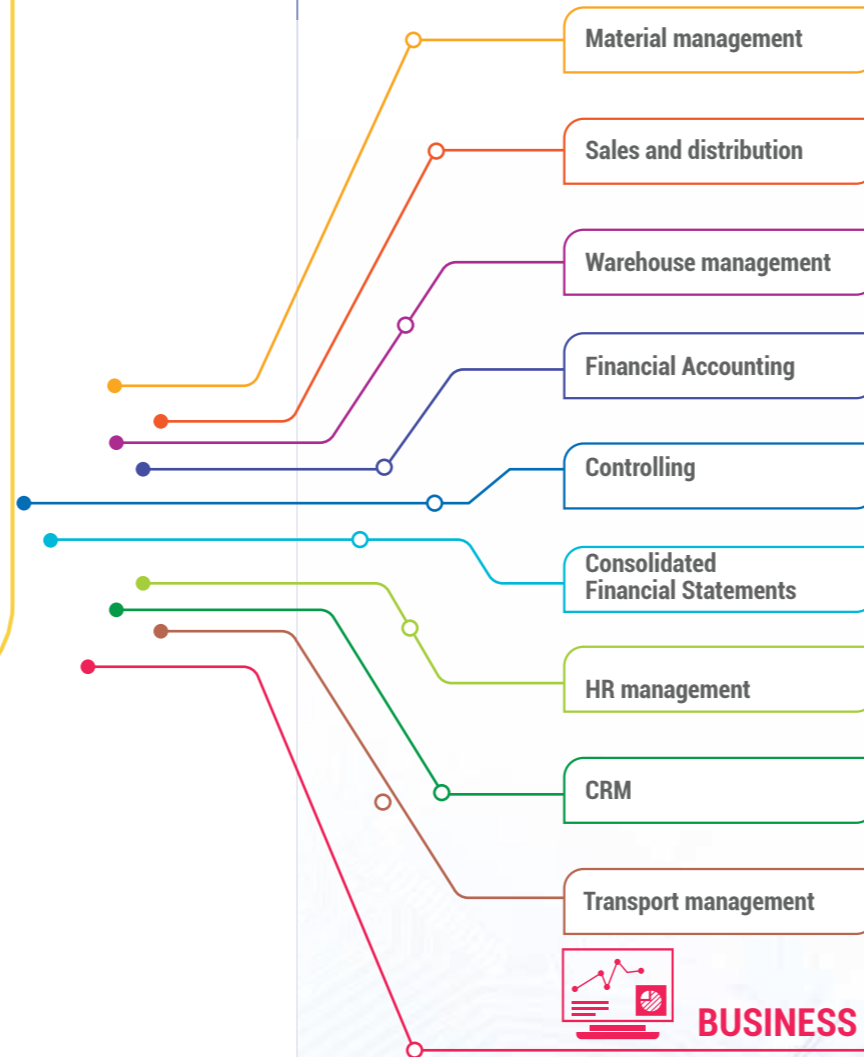 Material management
Sales and distribution
Warehouse management
Financial Accounting
Controlling
Consolidated
Financial Statements
HR management
CRM
Transport management
BUSINESS